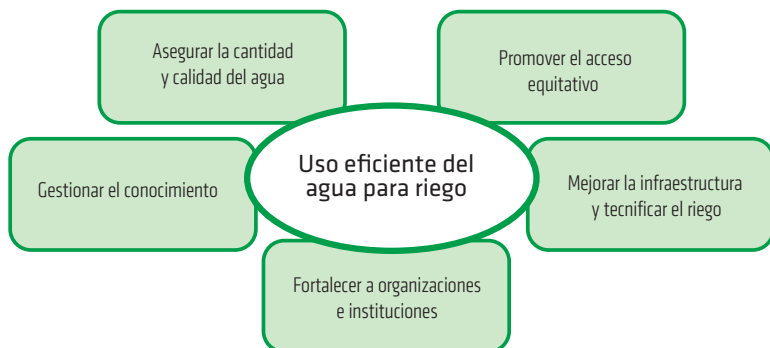 Asegurar la cantidad
y calidad del agua
Promover el acceso
equitativo
Uso eficiente del
agua para riego
Gestionar el conocimiento
Mejorar la infraestructura
y tecnificar el riego
Fortalecer a organizaciones
e instituciones